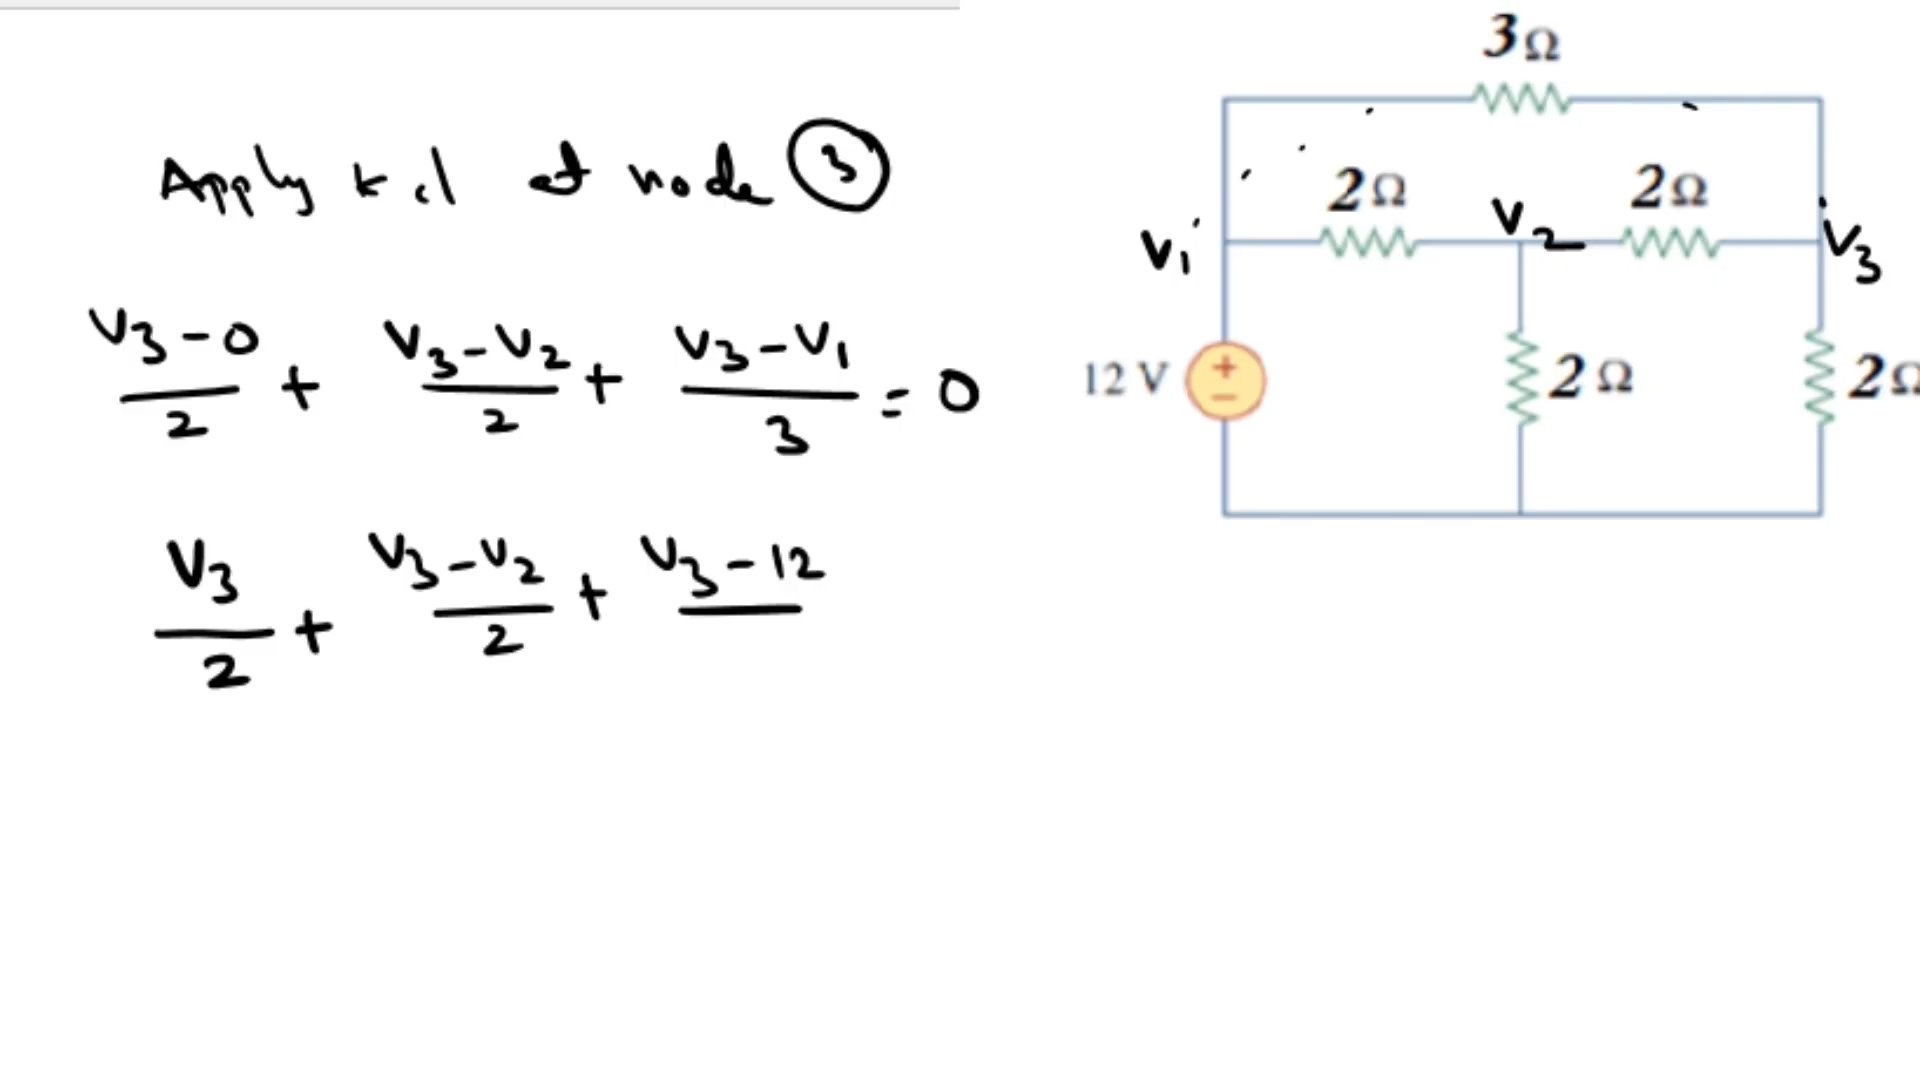 Apply kcl at node 3
V3-0/2 + V3-V2/2 + V3-V1/3 = 0
V3/2 + V3-V2/2 + V3-12
3Ω
2Ω V2 2Ω
V1 V3
12 V 2Ω 2Ω